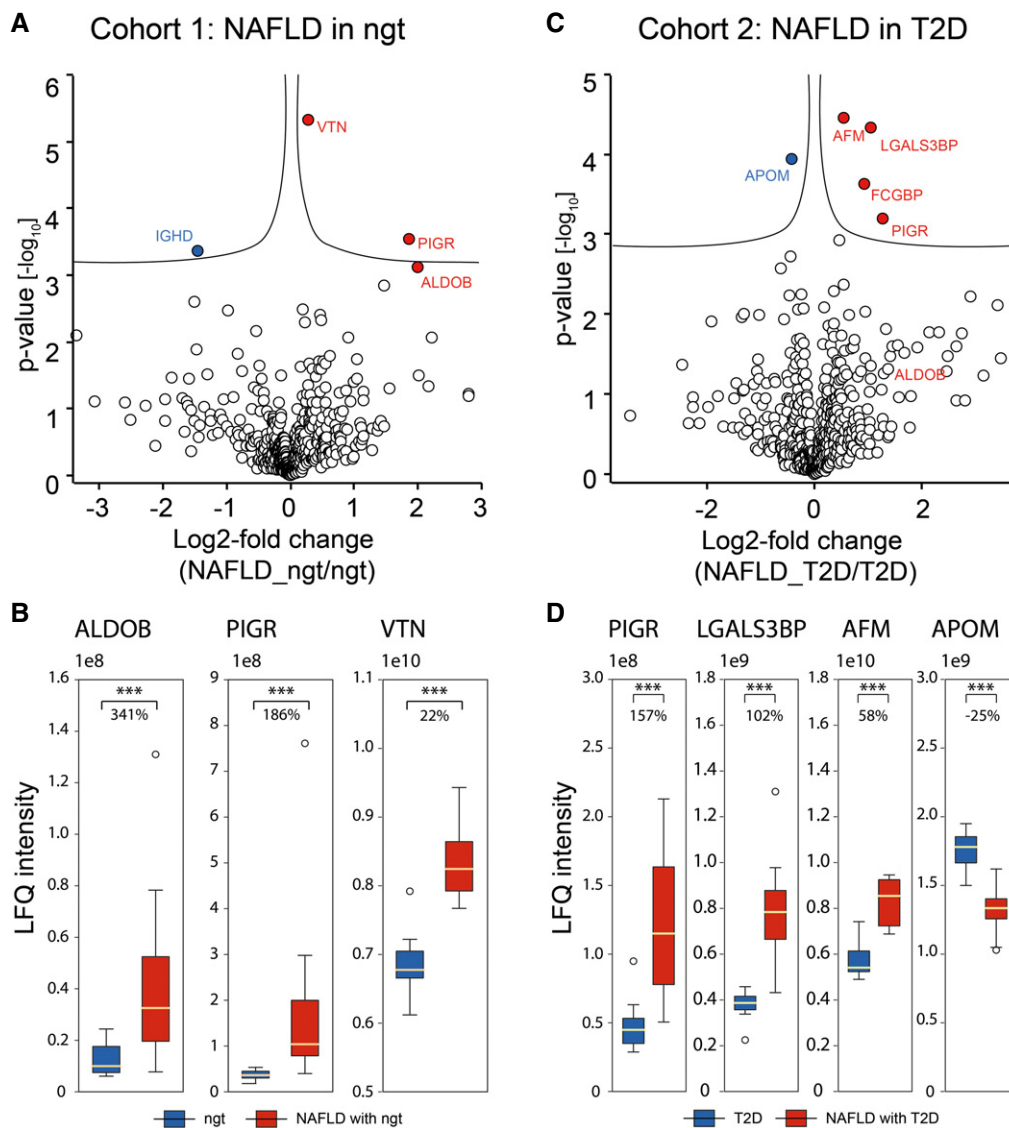 A
Cohort 1: NAFLD in ngt
6
5
4
3
2
1
0
p-value [-log10]
VTN
IGHD
PIGR
ALDOB
-3 -2 -1 0 1 2 3
Log2-fold change
(NAFLD_ngt/ngt)
C
Cohort 2: NAFLD in T2D
5
4
3
2
1
0
p-value [-log10]
AFM
LGALS3BP
APOM
FCGBP
PIGR
ALDOB
-2 0 2
Log2-fold change
(NAFLD_T2D/T2D)
B
LFQ intensity
ALDOB
1e8
1.6
1.4
1.2
1.0
0.8
0.6
0.4
0.2
0
***
341%
PIGR
1e8
9
8
7
6
5
4
3
2
1
0
***
186%
VTN
1e10
1.1
1.0
0.9
0.8
0.7
0.6
0.5
***
22%
ngt NAFLD with ngt
D
LFQ intensity
PIGR
1e8
3.0
2.5
2.0
1.5
1.0
0.5
0
***
157%
LGALS3BP
1e9
1.8
1.6
1.4
1.2
1.0
0.8
0.6
0.4
0.2
0
***
102%
AFM
1e10
1.8
1.6
1.4
1.2
1.0
0.8
0.6
0.4
0.2
0
***
58%
APOM
1e9
3.0
2.5
2.0
1.5
1.0
0.5
0
***
-25%
T2D NAFLD with T2D